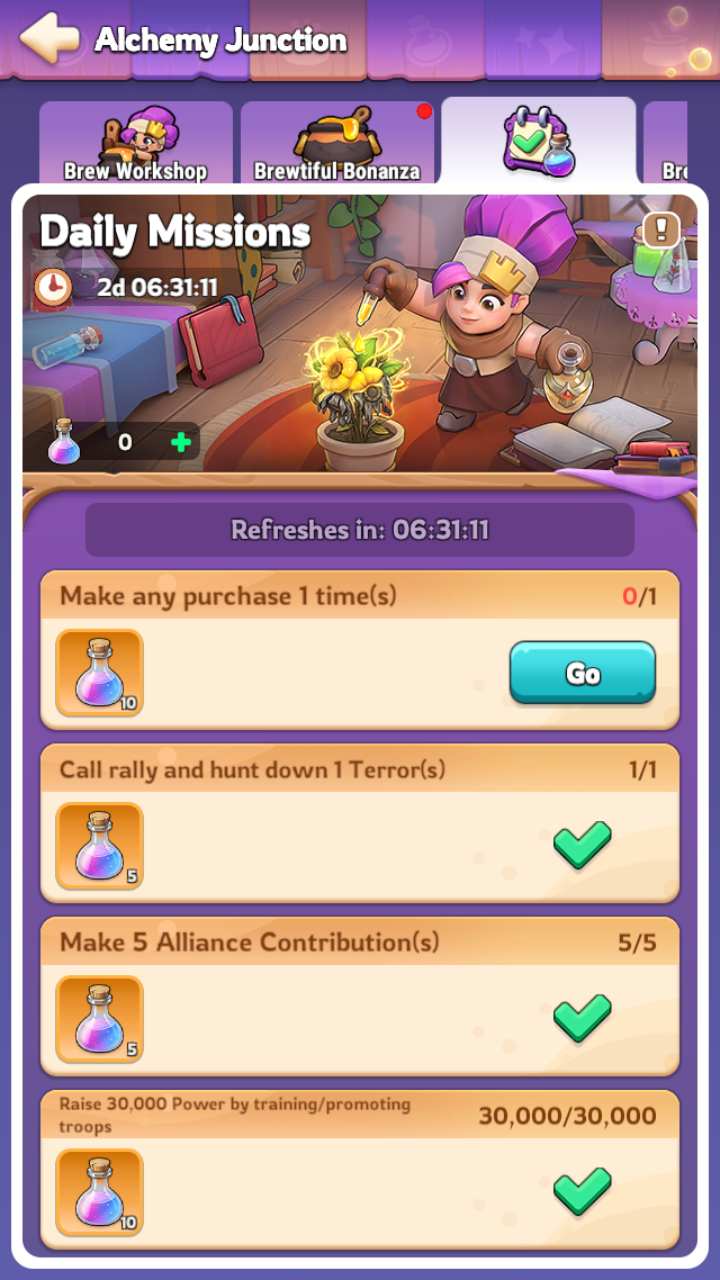 Alchemy Junction
Brew Workshop
Brewtiful Bonanza
Daily Missions
2d 06:31:11
0
Refreshes in: 06:31:11
Make any purchase 1 time(s)
0/1
10
Go
Call rally and hunt down 1 Terror(s)
1/1
5
Make 5 Alliance Contribution(s)
5/5
5
Raise 30,000 Power by training/promoting
troops
30,000/30,000
10